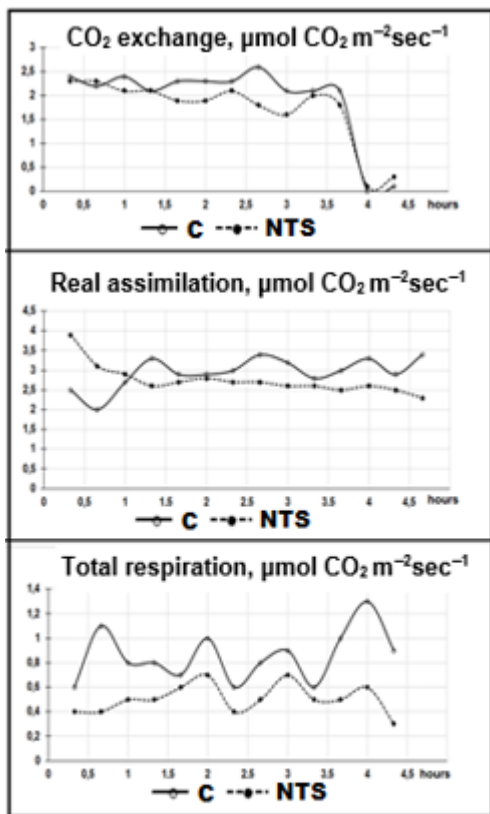 CO₂ exchange, µmol CO₂ m⁻²sec⁻¹
3
2,5
2
1,5
1
0,5
0
0 0,5 1 1,5 2 2,5 3 3,5 4 4,5 hours
C NTS
Real assimilation, µmol CO₂ m⁻²sec⁻¹
4,5
4
3,5
3
2,5
2
1,5
1
0,5
0
0 0,5 1 1,5 2 2,5 3 3,5 4 4,5 hours
C NTS
Total respiration, µmol CO₂ m⁻²sec⁻¹
1,4
1,2
1
0,8
0,6
0,4
0,2
0
0 0,5 1 1,5 2 2,5 3 3,5 4 4,5 hours
C NTS